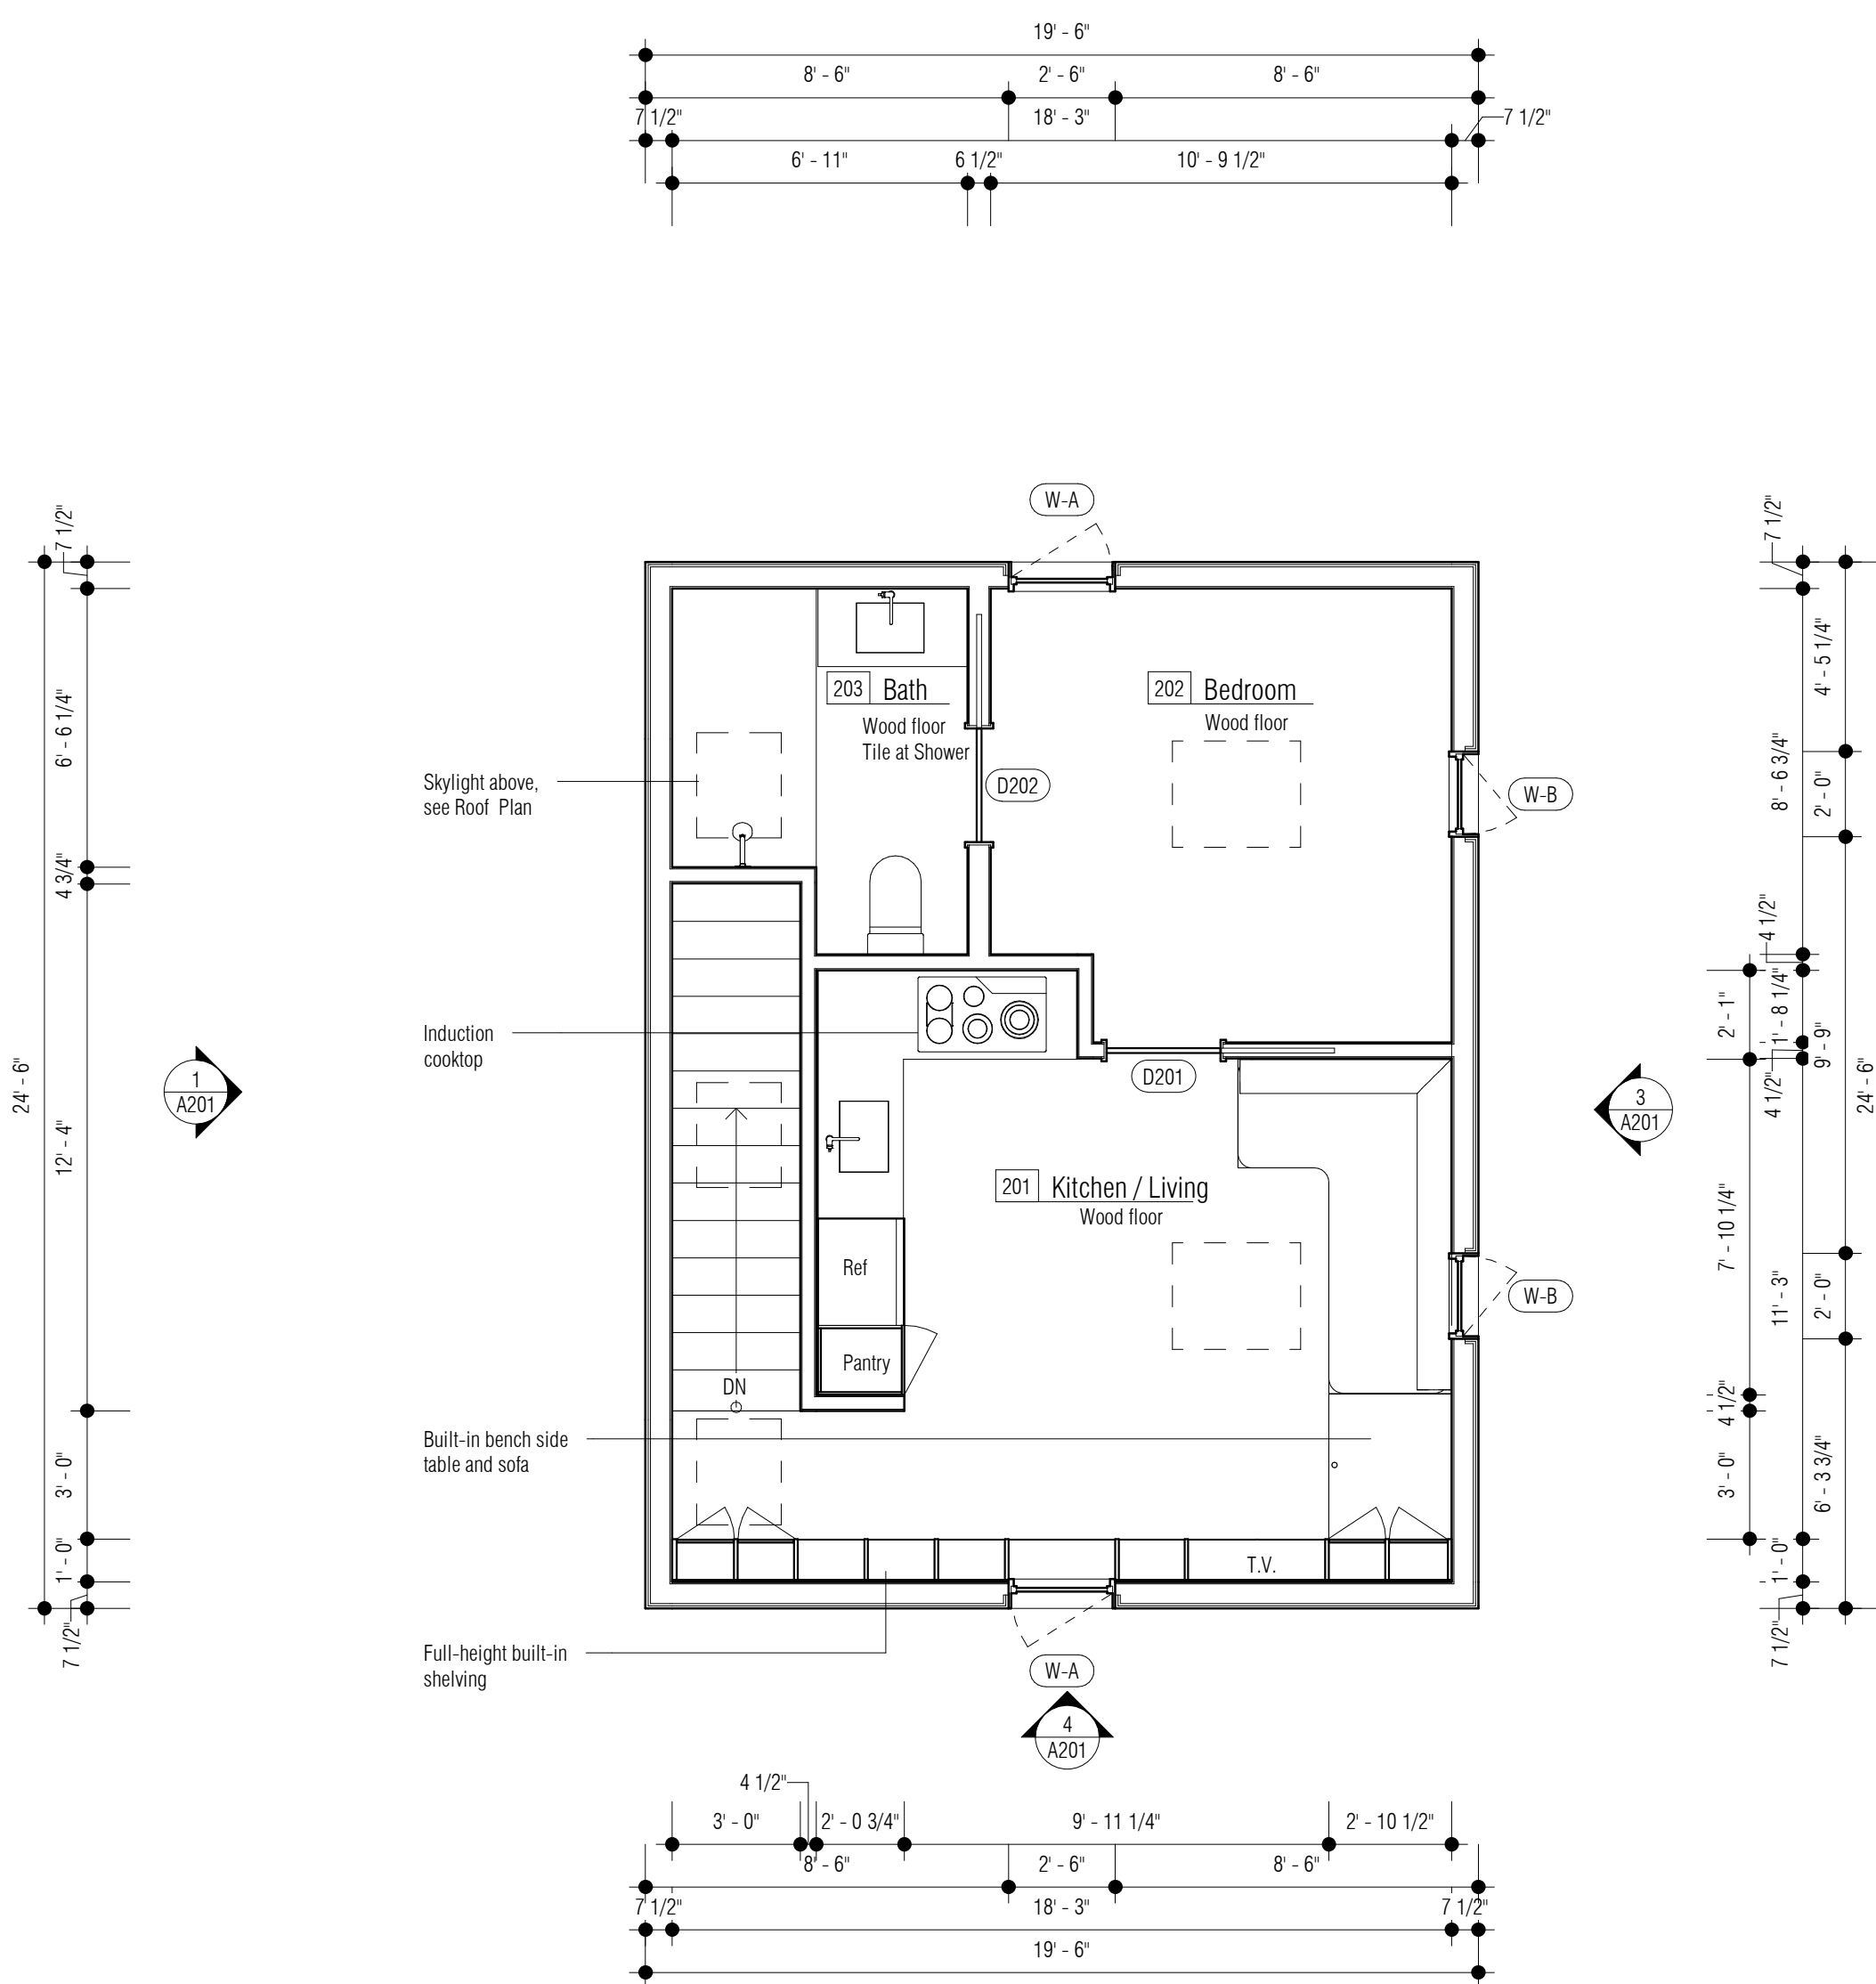 19' - 6"
8' - 6"
2' - 6"
8' - 6"
7 1/2"
18' - 3"
7 1/2"
6' - 11"
6 1/2"
10' - 9 1/2"
W-A
7 1/2"
6' - 6 1/4"
4 3/4"
24' - 6"
12' - 4"
3' - 0"
1' - 0"
7 1/2"
1
A201
Skylight above,
see Roof Plan
Induction
cooktop
Built-in bench side
table and sofa
Full-height built-in
shelving
203 Bath
Wood floor
Tile at Shower
D202
202 Bedroom
Wood floor
W-B
D201
201 Kitchen / Living
Wood floor
Ref
Pantry
DN
W-B
T.V.
W-A
4
A201
3
A201
7 1/2"
4' - 5 1/4"
8' - 6 3/4"
2' - 0"
4 1/2"
2' - 1"
1' - 8 1/4"
9' - 9"
4 1/2"
24' - 6"
7' - 10 1/4"
11' - 3"
2' - 0"
4 1/2"
3' - 0"
6' - 3 3/4"
1' - 0"
7 1/2"
4 1/2"
3' - 0"
2' - 0 3/4"
9' - 11 1/4"
2' - 10 1/2"
8' - 6"
2' - 6"
8' - 6"
7 1/2"
18' - 3"
7 1/2"
19' - 6"